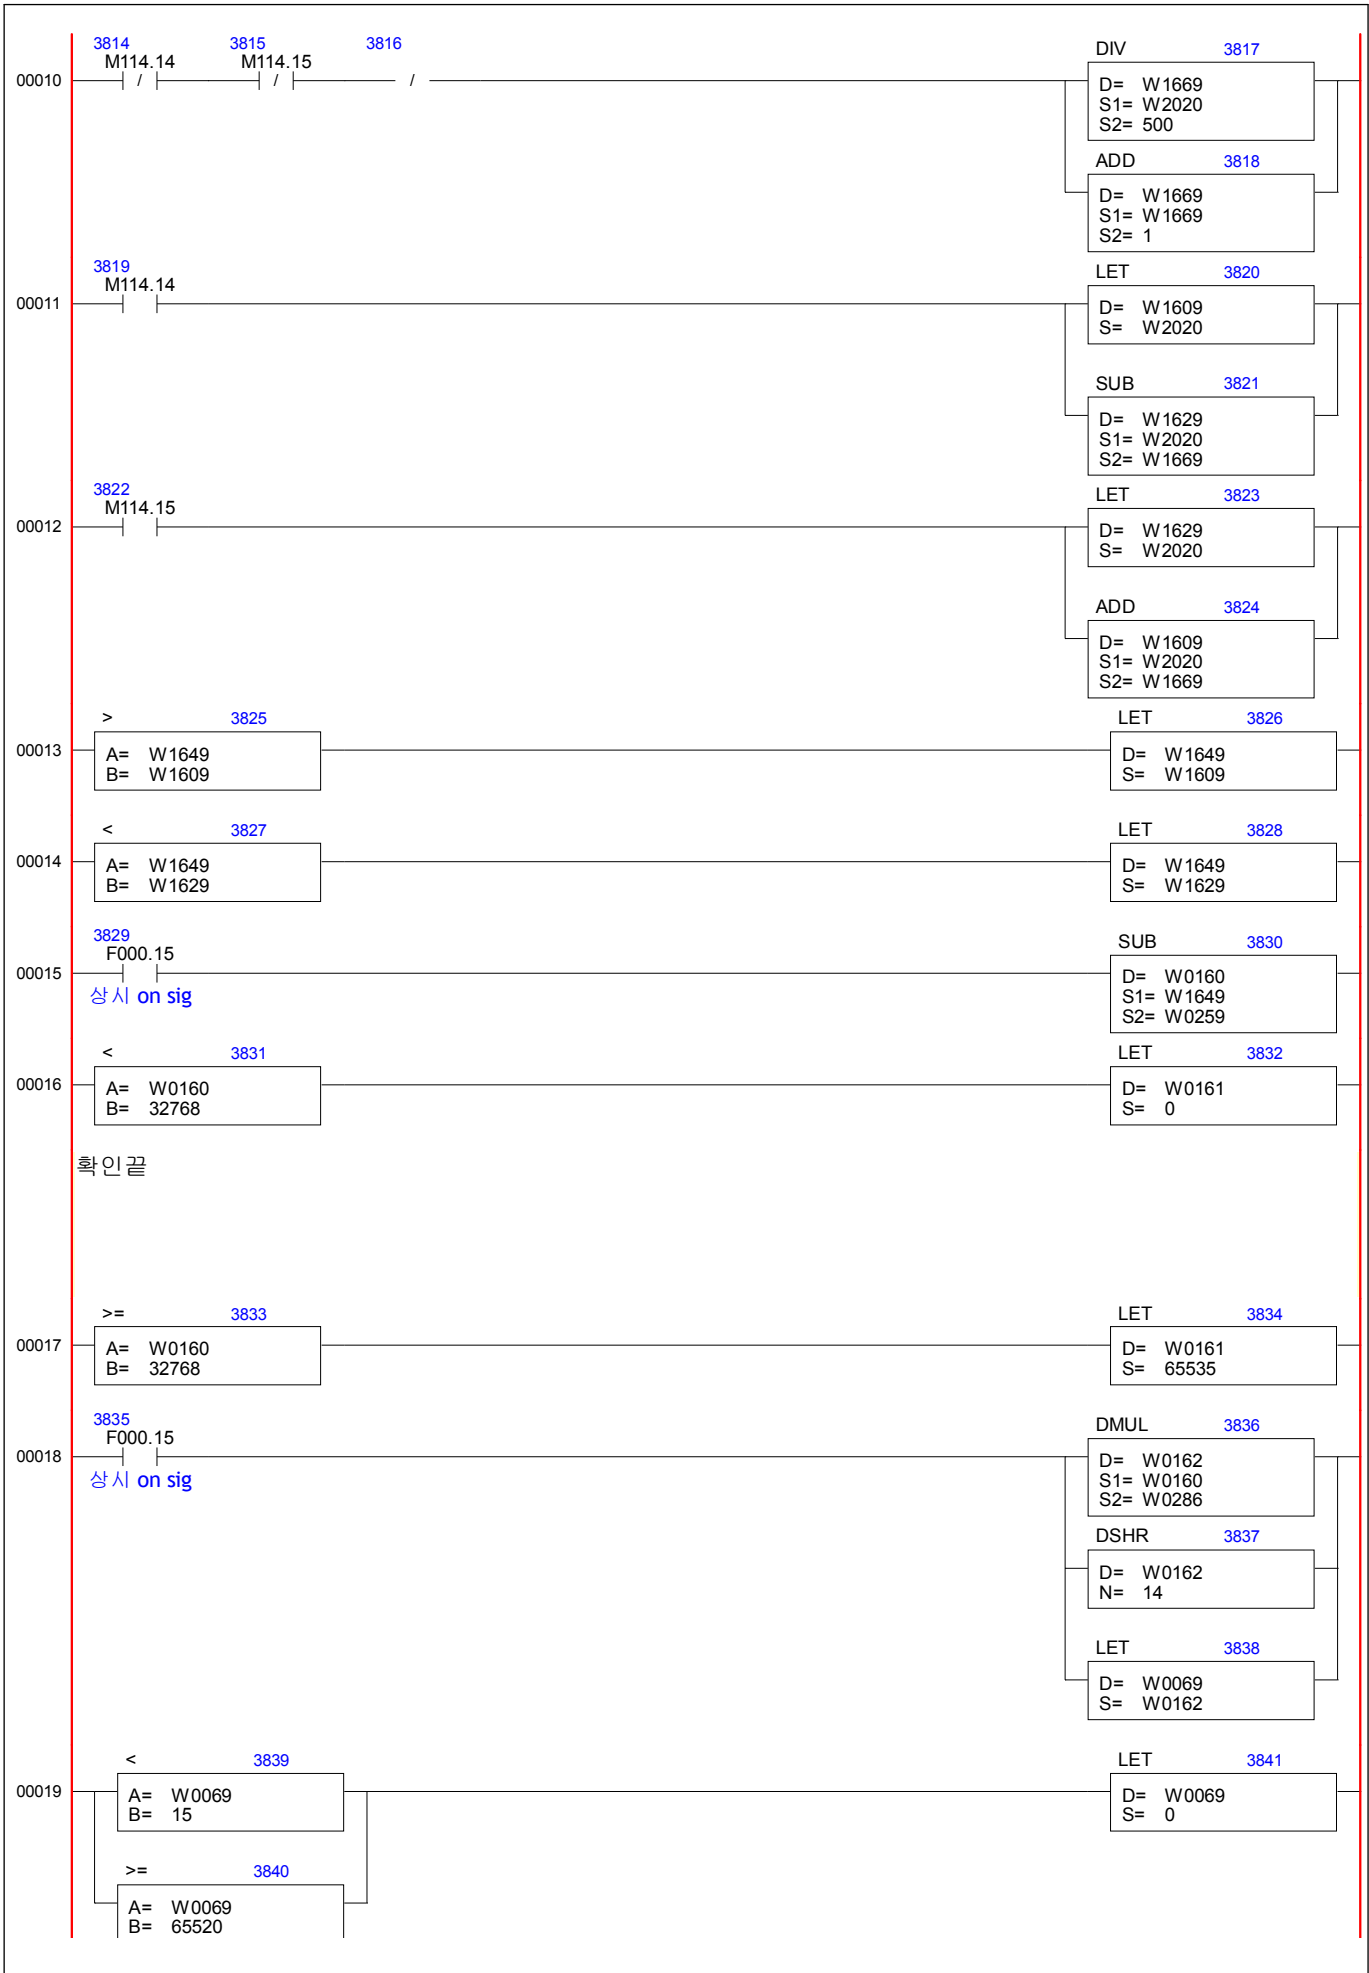 3814 3815 3816 DIV 3817
M114.14 M114.15
00010 / / /
D= W1669
S1= W2020
S2= 500
ADD 3818
D= W1669
S1= W1669
S2= 1
3819 LET 3820
M114.14
00011
D= W1609
S= W2020
SUB 3821
D= W1629
S1= W2020
S2= W1669
3822 LET 3823
M114.15
00012
D= W1629
S= W2020
ADD 3824
D= W1609
S1= W2020
S2= W1669
> 3825 LET 3826
00013
A= W1649 D= W1649
B= W1609 S= W1609
< 3827 LET 3828
00014
A= W1649 D= W1649
B= W1629 S= W1629
3829 SUB 3830
F000.15
00015
D= W0160
상시 on sig S1= W1649
S2= W0259
< 3831 LET 3832
00016
A= W0160 D= W0161
B= 32768 S= 0
확인끝
>= 3833 LET 3834
00017
A= W0160 D= W0161
B= 32768 S= 65535
3835 DMUL 3836
F000.15
00018
D= W0162
상시 on sig S1= W0160
S2= W0286
DSHR 3837
D= W0162
N= 14
LET 3838
D= W0069
S= W0162
< 3839 LET 3841
00019
A= W0069 D= W0069
B= 15 S= 0
>= 3840
A= W0069
B= 65520